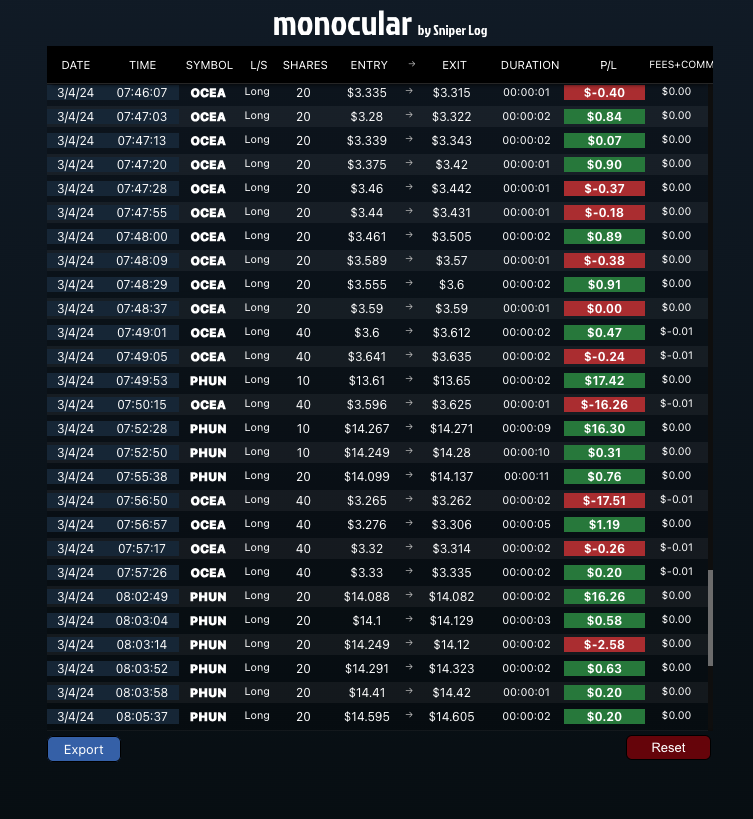 monocular by Sniper Log
DATE TIME SYMBOL L/S SHARES ENTRY → EXIT DURATION P/L FEES+COMM
3/4/24 07:46:07 OCEA Long 20 $3.335 → $3.315 00:00:01 $-0.40 $0.00
3/4/24 07:47:03 OCEA Long 20 $3.28 → $3.322 00:00:02 $0.84 $0.00
3/4/24 07:47:13 OCEA Long 20 $3.339 → $3.343 00:00:02 $0.07 $0.00
3/4/24 07:47:20 OCEA Long 20 $3.375 → $3.42 00:00:01 $0.90 $0.00
3/4/24 07:47:28 OCEA Long 20 $3.46 → $3.442 00:00:01 $-0.37 $0.00
3/4/24 07:47:55 OCEA Long 20 $3.44 → $3.431 00:00:01 $-0.18 $0.00
3/4/24 07:48:00 OCEA Long 20 $3.461 → $3.505 00:00:02 $0.89 $0.00
3/4/24 07:48:09 OCEA Long 20 $3.589 → $3.57 00:00:01 $-0.38 $0.00
3/4/24 07:48:29 OCEA Long 20 $3.555 → $3.6 00:00:02 $0.91 $0.00
3/4/24 07:48:37 OCEA Long 20 $3.59 → $3.59 00:00:01 $0.00 $0.00
3/4/24 07:49:01 OCEA Long 40 $3.6 → $3.612 00:00:02 $0.47 $-0.01
3/4/24 07:49:05 OCEA Long 40 $3.641 → $3.635 00:00:02 $-0.24 $-0.01
3/4/24 07:49:53 PHUN Long 10 $13.61 → $13.65 00:00:02 $17.42 $0.00
3/4/24 07:50:15 OCEA Long 40 $3.596 → $3.625 00:00:01 $-16.26 $-0.01
3/4/24 07:52:28 PHUN Long 10 $14.267 → $14.271 00:00:09 $16.30 $0.00
3/4/24 07:52:50 PHUN Long 10 $14.249 → $14.28 00:00:10 $0.31 $0.00
3/4/24 07:55:38 PHUN Long 20 $14.099 → $14.137 00:00:11 $0.76 $0.00
3/4/24 07:56:50 OCEA Long 40 $3.265 → $3.262 00:00:02 $-17.51 $-0.01
3/4/24 07:56:57 OCEA Long 40 $3.276 → $3.306 00:00:05 $1.19 $0.00
3/4/24 07:57:17 OCEA Long 40 $3.32 → $3.314 00:00:02 $-0.26 $-0.01
3/4/24 07:57:26 OCEA Long 40 $3.33 → $3.335 00:00:02 $0.20 $-0.01
3/4/24 08:02:49 PHUN Long 20 $14.088 → $14.082 00:00:02 $16.26 $0.00
3/4/24 08:03:04 PHUN Long 20 $14.1 → $14.129 00:00:03 $0.58 $0.00
3/4/24 08:03:14 PHUN Long 20 $14.249 → $14.12 00:00:02 $-2.58 $0.00
3/4/24 08:03:52 PHUN Long 20 $14.291 → $14.323 00:00:02 $0.63 $0.00
3/4/24 08:03:58 PHUN Long 20 $14.41 → $14.42 00:00:01 $0.20 $0.00
3/4/24 08:05:37 PHUN Long 20 $14.595 → $14.605 00:00:02 $0.20 $0.00
Export Reset